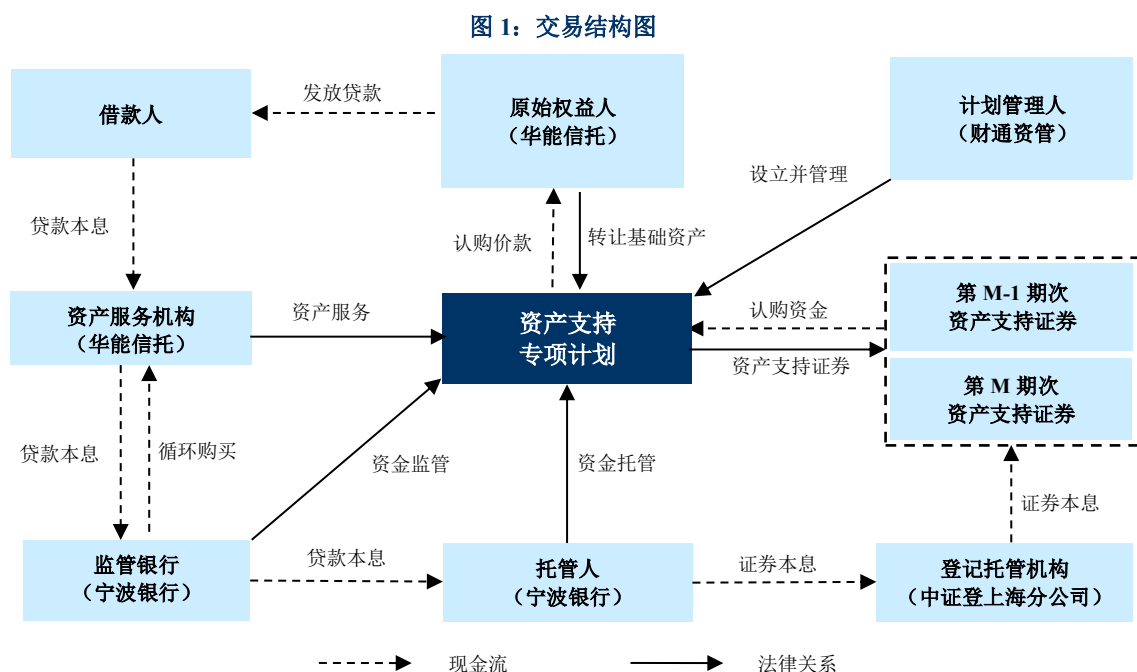 图 1：交易结构图
借款人
发放贷款
原始权益人
（华能信托）
计划管理人
（财通资管）
设立并管理
贷款本息
认购价款
转让基础资产
资产服务机构
（华能信托）
资产服务
资产支持
专项计划
认购资金
资产支持证券
第 M-1 期次
资产支持证券
第 M 期次
资产支持证券
贷款本息
循环购买
资金监管
资金托管
证券本息
监管银行
（宁波银行）
贷款本息
托管人
（宁波银行）
证券本息
登记托管机构
（中证登上海分公司）
现金流
法律关系